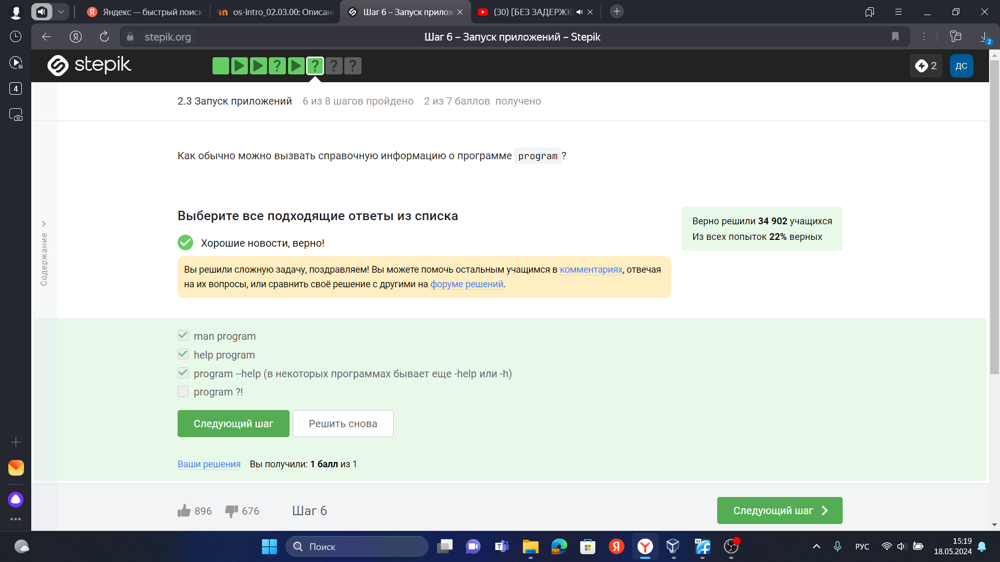 Яндекс — быстрый поиск
os-intro_02.03.00: Описан
Шаг 6 – Запуск прилож
(30) [БЕЗ ЗАДЕРЖК
stepik.org
Шаг 6 – Запуск приложений – Stepik
2
4
stepik
? ? ? ?
2
ДС
2.3 Запуск приложений 6 из 8 шагов пройдено 2 из 7 баллов получено
Как обычно можно вызвать справочную информацию о программе program ?
Содержание
Выберите все подходящие ответы из списка
Верно решили 34 902 учащихся
Из всех попыток 22% верных
Хорошие новости, верно!
Вы решили сложную задачу, поздравляем! Вы можете помочь остальным учащимся в комментариях, отвечая
на их вопросы, или сравнить своё решение с другими на форуме решений.
man program
help program
program --help (в некоторых программах бывает еще -help или -h)
program ?!
Следующий шаг
Решить снова
Ваши решения Вы получили: 1 балл из 1
896
676
Шаг 6
Следующий шаг
Поиск
64
РУС
15:19
18.05.2024